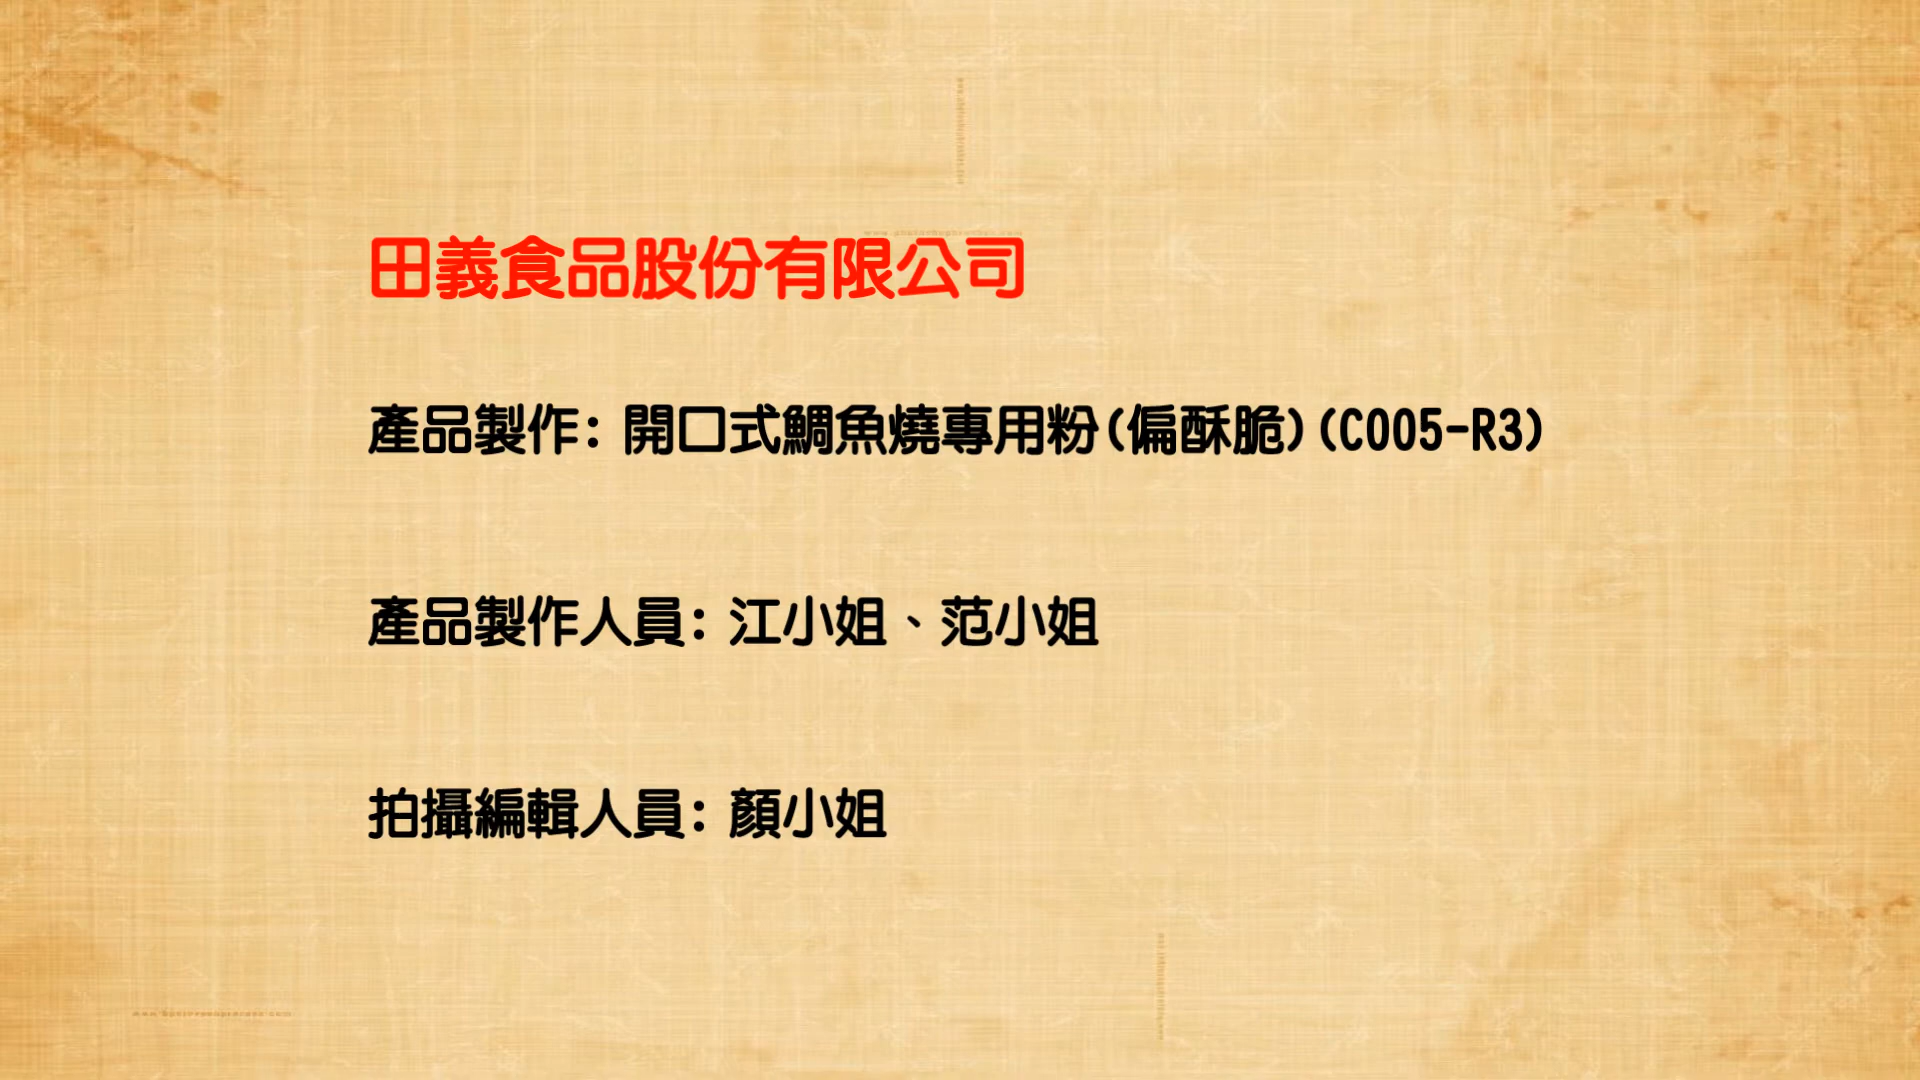 田義食品股份有限公司
產品製作: 開口式鯛魚燒專用粉(偏酥脆)(C005-R3)
產品製作人員: 江小姐、范小姐
拍攝編輯人員: 顏小姐